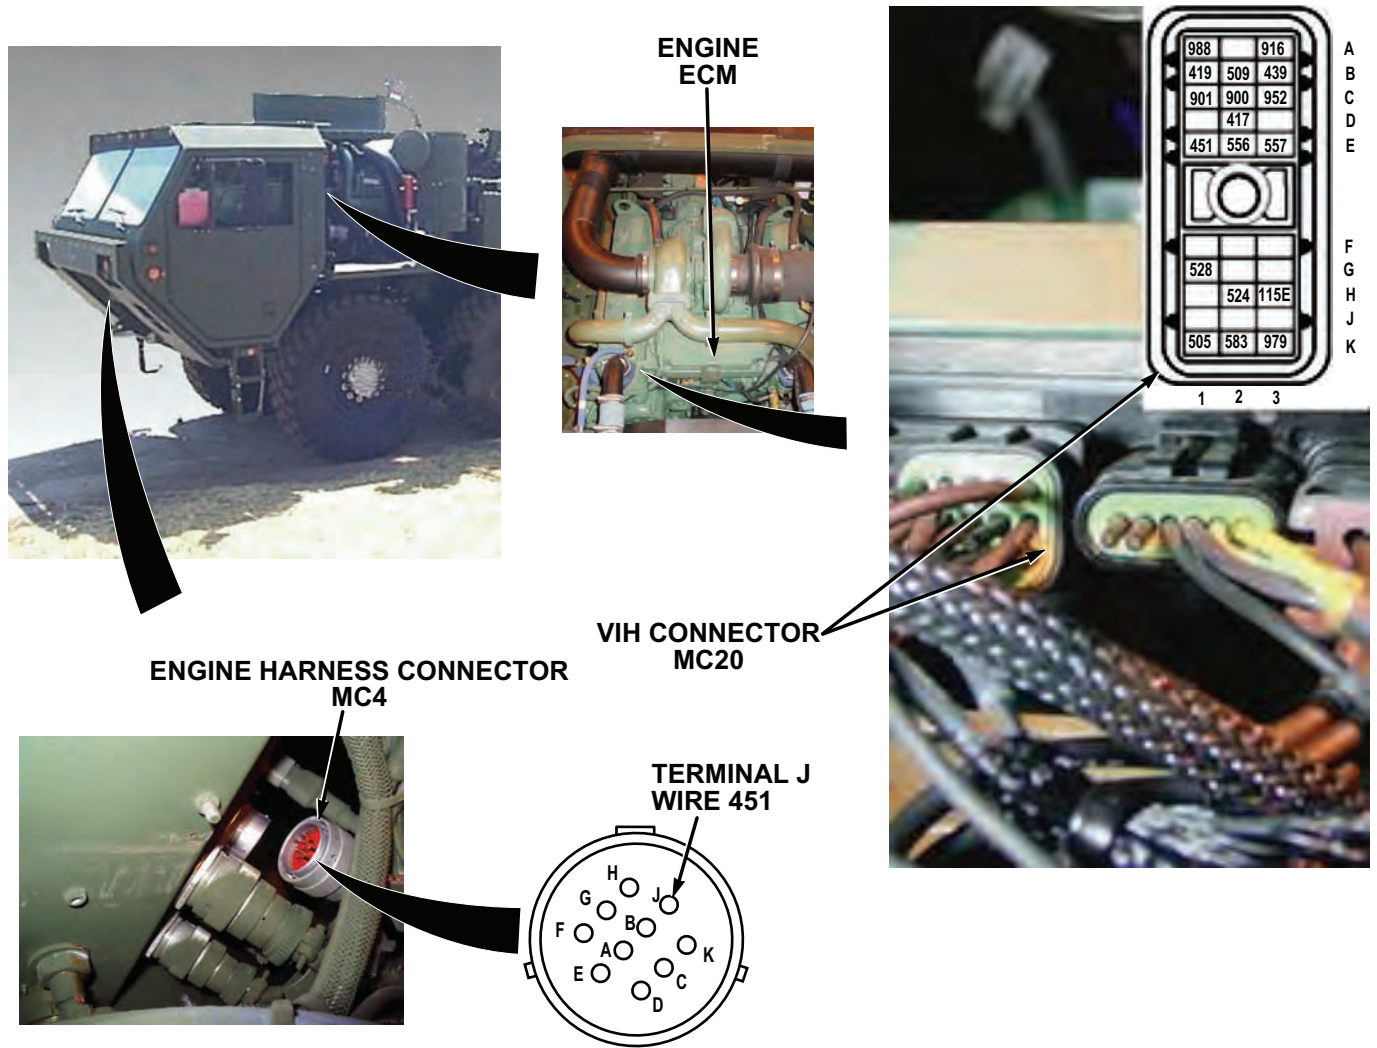 ENGINE
ECM
988 916 A
419 509 439 B
901 900 952 C
417 D
451 556 557 E
F
528 G
524 115E H
J
505 583 979 K
1 2 3
VIH CONNECTOR
MC20
ENGINE HARNESS CONNECTOR
MC4
TERMINAL J
WIRE 451
H
J
G
B
F
A
K
E
C
D